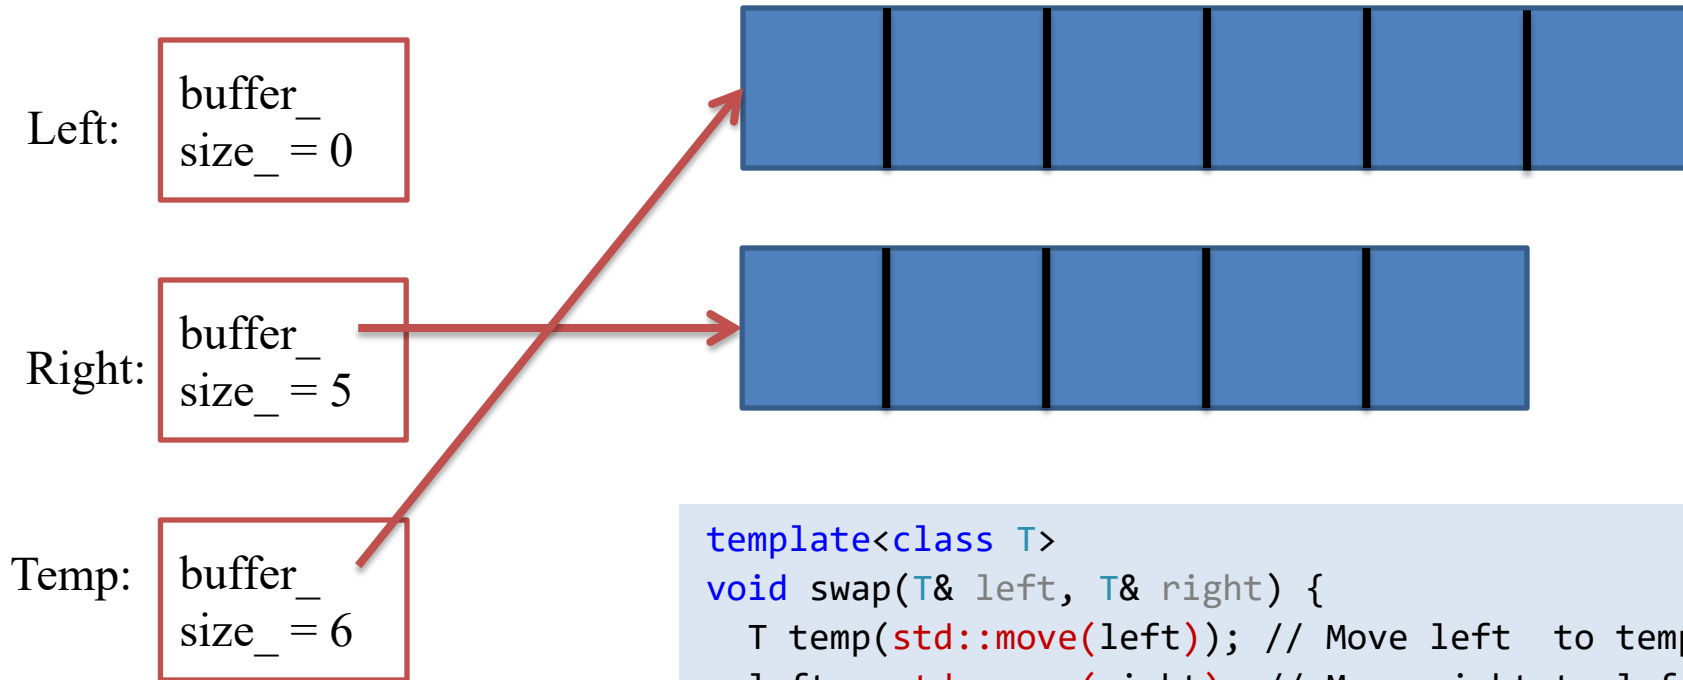 Left:
buffer_
size_ = 0
Right:
buffer_
size_ = 5
Temp:
buffer_
size_ = 6
template<class T>
void swap(T& left, T& right) {
T temp(std::move(left)); // Move left  to temp